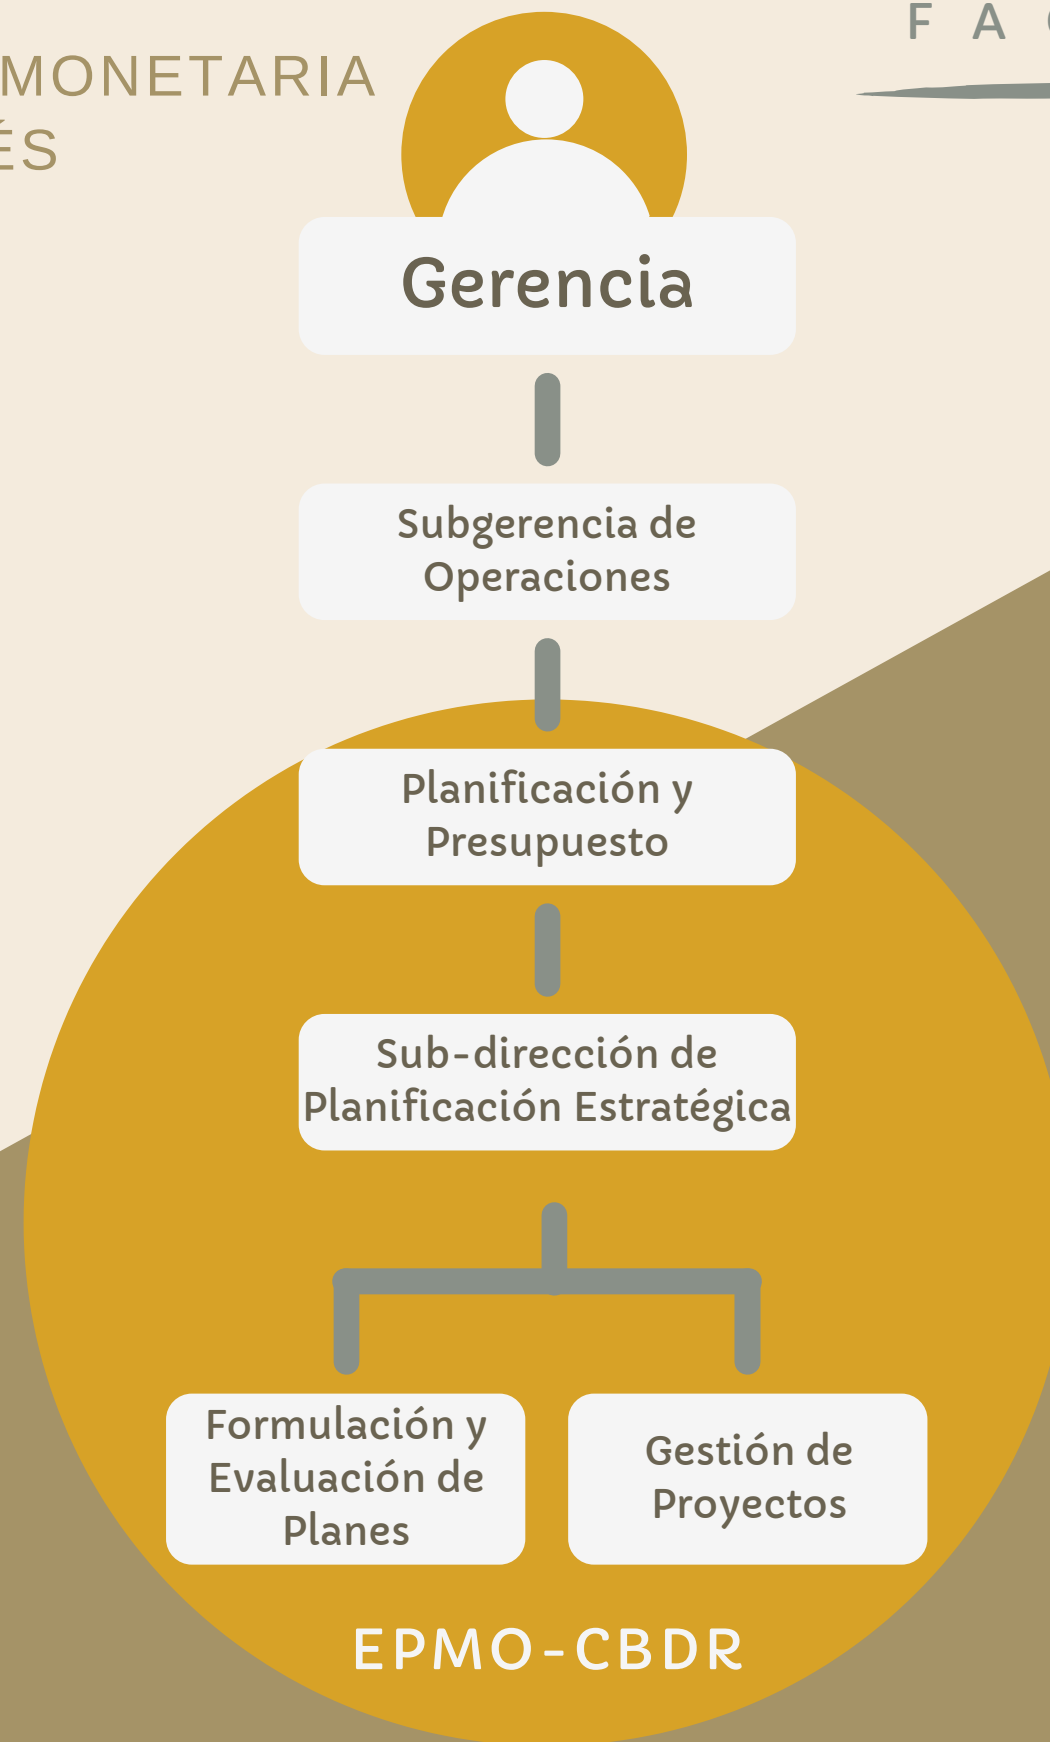 MONETARIA
ÉS
F A
Gerencia
Subgerencia de
Operaciones
Planificación y
Presupuesto
Sub-dirección de
Planificación Estratégica
Formulación y
Evaluación de
Planes
Gestión de
Proyectos
EPMO-CBDR